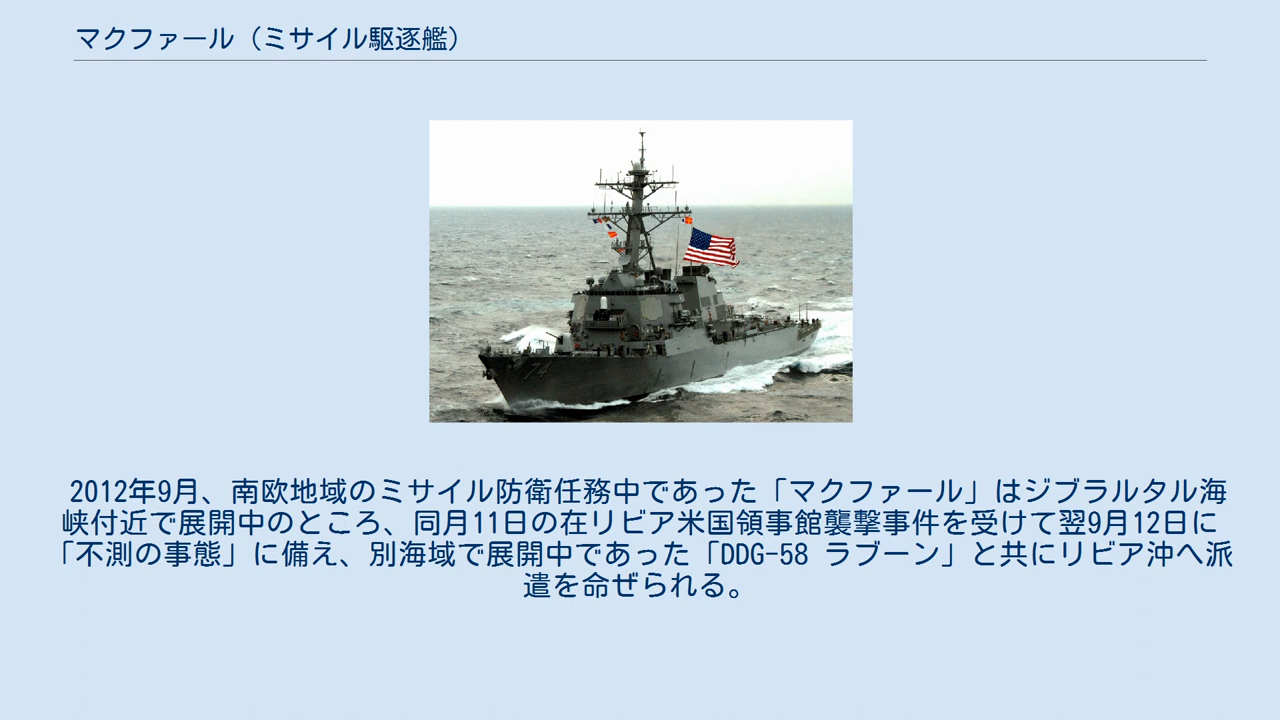 マクファール（ミサイル駆逐艦）
74
2012年9月、南欧地域のミサイル防衛任務中であった「マクファール」はジブラルタル海
峡付近で展開中のところ、同月11日の在リビア米国領事館襲撃事件を受けて翌9月12日に
「不測の事態」に備え、別海域で展開中であった「DDG-58 ラブーン」と共にリビア沖へ派
遣を命ぜられる。